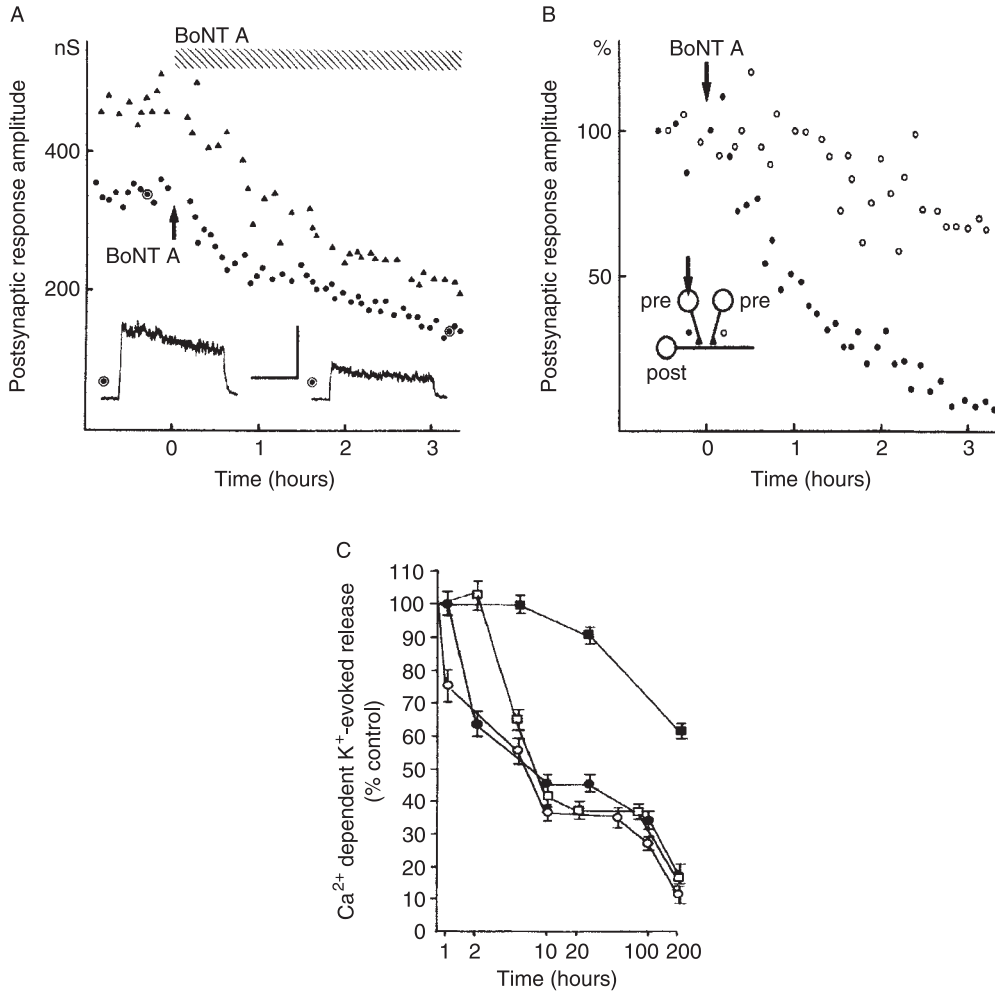 A
nS
BoNT A
400
200
BoNT A
Postsynaptic response amplitude
0
1
2
3
Time (hours)
B
%
BoNT A
100
50
pre
pre
post
Postsynaptic response amplitude
0
1
2
3
Time (hours)
C
110
100
90
80
70
60
50
40
30
20
10
0
Ca²⁺ dependent K⁺-evoked release
(% control)
1 2 10 20 100 200
Time (hours)